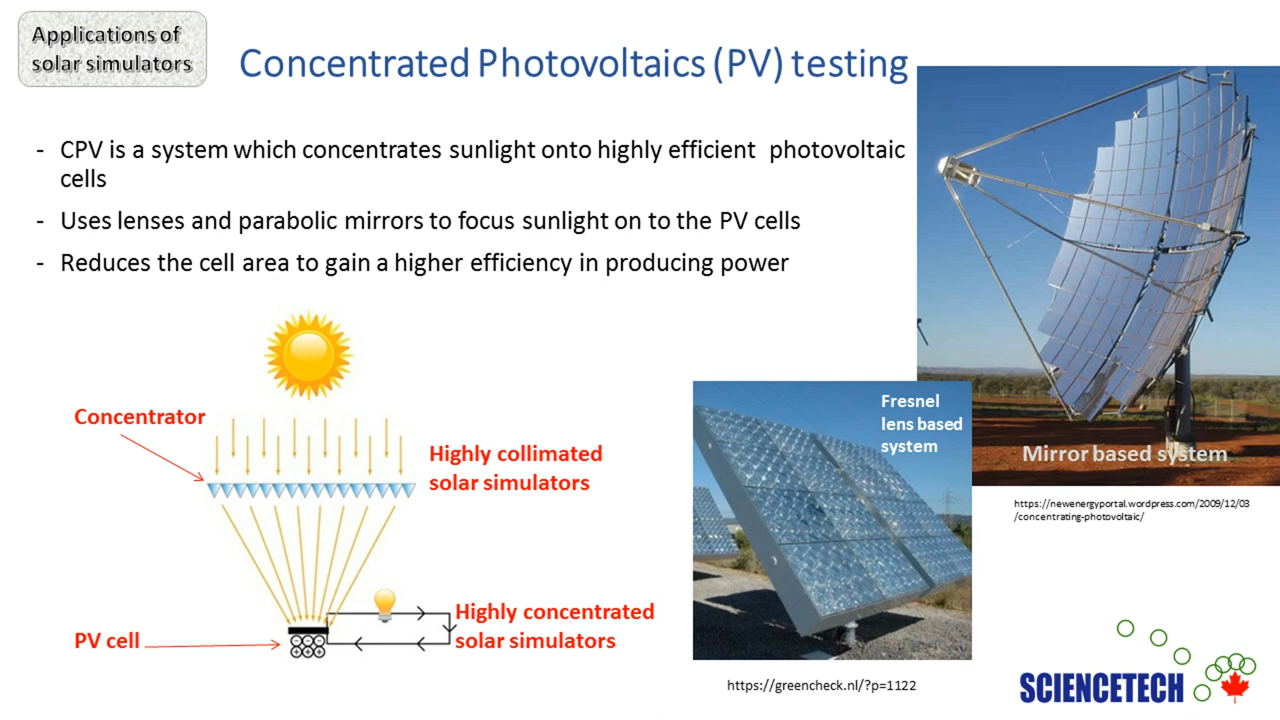 Applications of
solar simulators
Concentrated Photovoltaics (PV) testing
- CPV is a system which concentrates sunlight onto highly efficient photovoltaic
cells
- Uses lenses and parabolic mirrors to focus sunlight on to the PV cells
- Reduces the cell area to gain a higher efficiency in producing power
Concentrator
Highly collimated
solar simulators
PV cell
Highly concentrated
solar simulators
Fresnel
lens based
system
https://greencheck.nl/?p=1122
Mirror based system
https://newenergyportal.wordpress.com/2009/12/03
/concentrating-photovoltaic/
SCIENCETECH